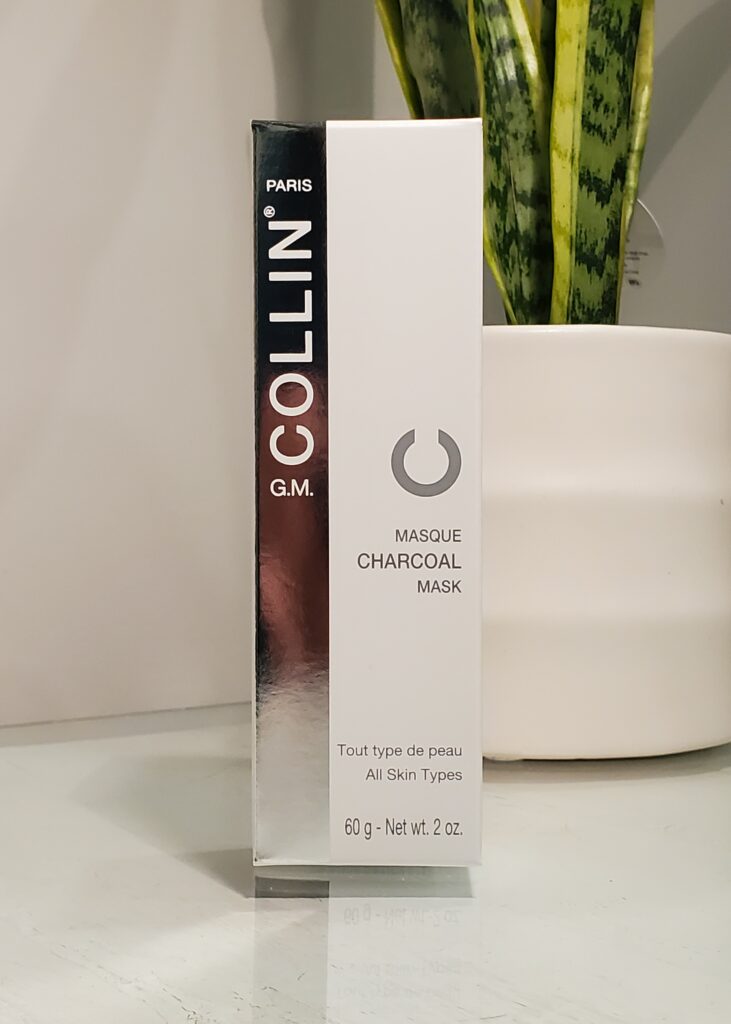 PARIS
COLLIN®
G.M.
MASQUE
CHARCOAL
MASK
Tout type de peau
All Skin Types
60 g - Net wt. 2 oz.